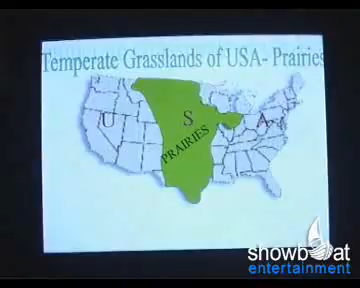 Temperate Grasslands of USA- Prairies
U S A
PRAIRIES
showboat
entertainment